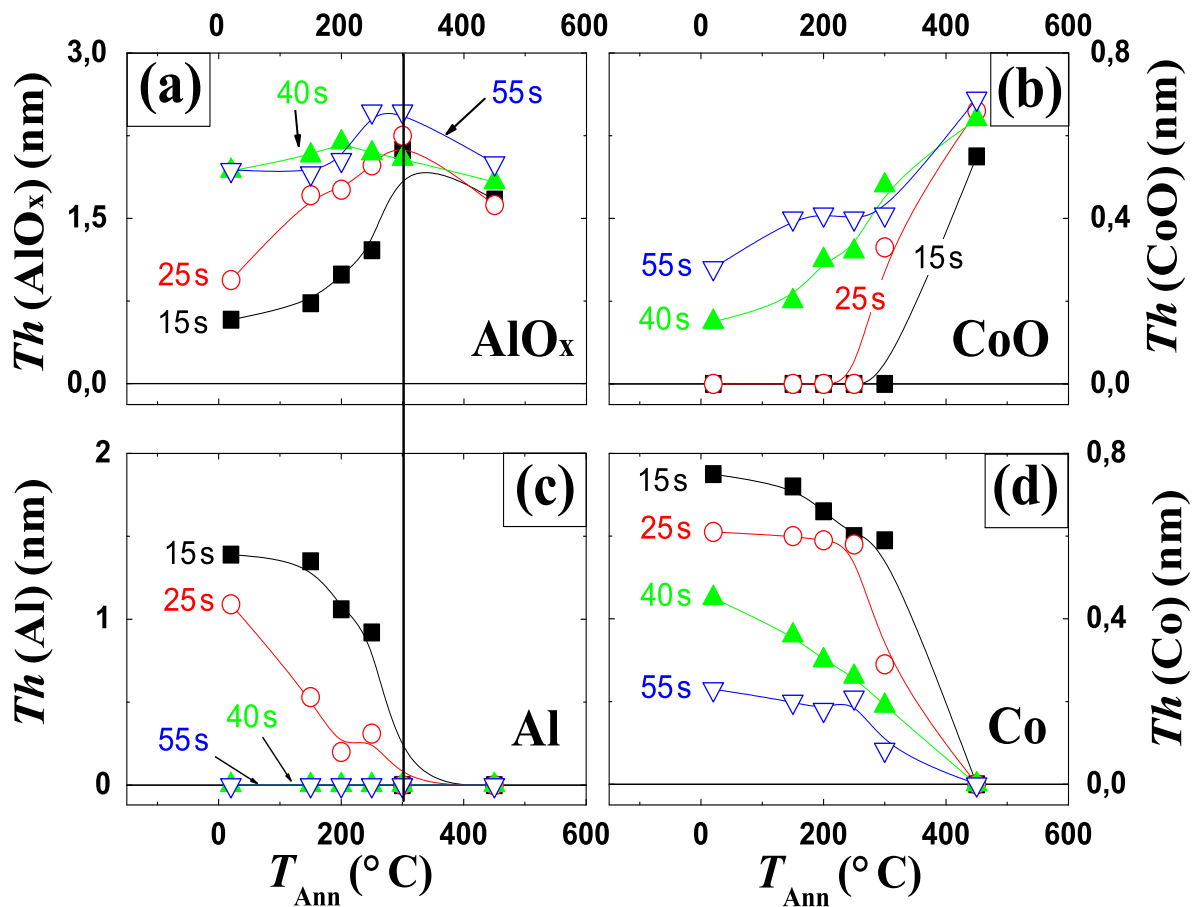 0 200 400 600 0 200 400 600
3,0 (a) 40s 55s (b) 0,8
Th (AlOx) (nm) 1,5 0,4 Th (CoO) (nm)
55s 15s
25s 40s 25s
15s
AlOx CoO
0,0 0,0
2 (c) 15s (d) 0,8
15s 25s
Th (Al) (nm) 1 25s 40s 0,4 Th (Co) (nm)
40s 55s
55s Al Co
0 0,0
0 200 400 600 0 200 400 600
TAnn (° C) TAnn (° C)